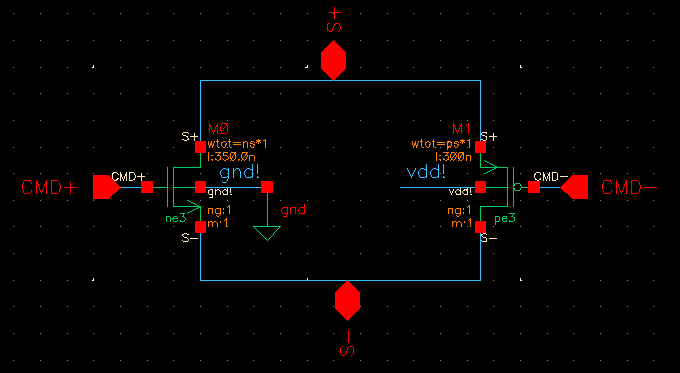 S+
M0
M1
S+
S+
wtot=ns*1
wtot=ps*1
l:350.0n
l:300n
gnd!
vdd!
CMD+
CMD+
CMD-
CMD-
gnd!
vdd!
ne3
ng:1
m:1
gnd
ng:1
m:1
pe3
S-
S-
S-